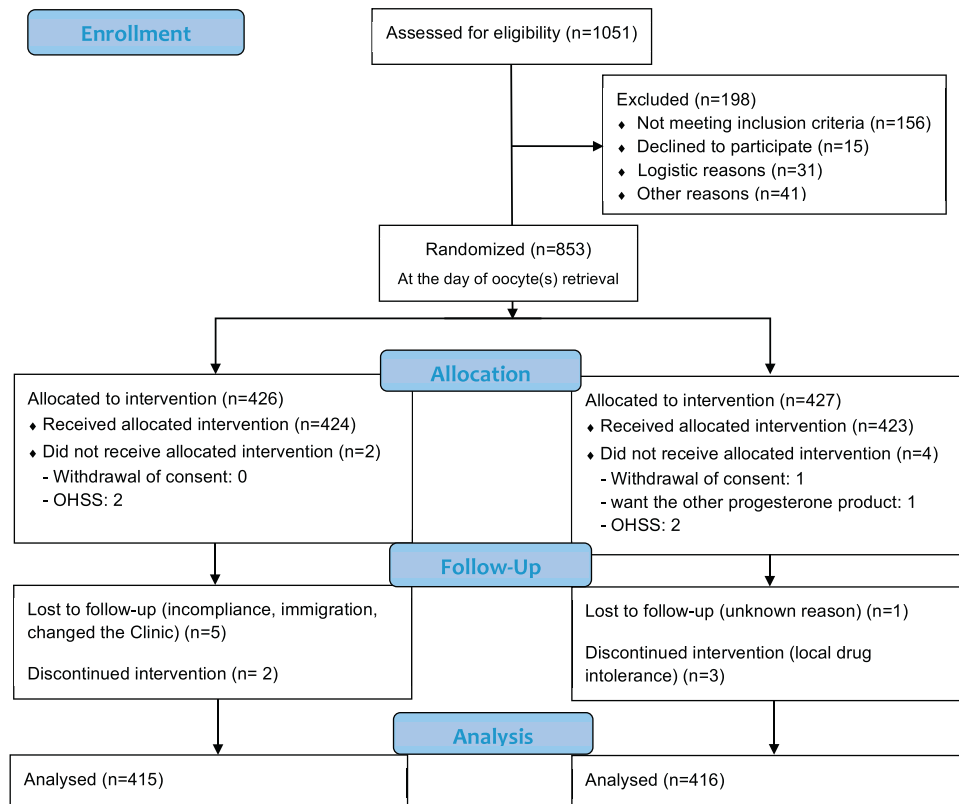 Enrollment
Assessed for eligibility (n=1051)
Excluded (n=198)
♦ Not meeting inclusion criteria (n=156)
♦ Declined to participate (n=15)
♦ Logistic reasons (n=31)
♦ Other reasons (n=41)
Randomized (n=853)
At the day of oocyte(s) retrieval
Allocation
Allocated to intervention (n=426)
♦ Received allocated intervention (n=424)
♦ Did not receive allocated intervention (n=2)
- Withdrawal of consent: 0
- OHSS: 2
Allocated to intervention (n=427)
♦ Received allocated intervention (n=423)
♦ Did not receive allocated intervention (n=4)
- Withdrawal of consent: 1
- want the other progesterone product: 1
- OHSS: 2
Follow-Up
Lost to follow-up (incompliance, immigration,
changed the Clinic) (n=5)
Discontinued intervention (n= 2)
Lost to follow-up (unknown reason) (n=1)
Discontinued intervention (local drug
intolerance) (n=3)
Analysis
Analysed (n=415)
Analysed (n=416)